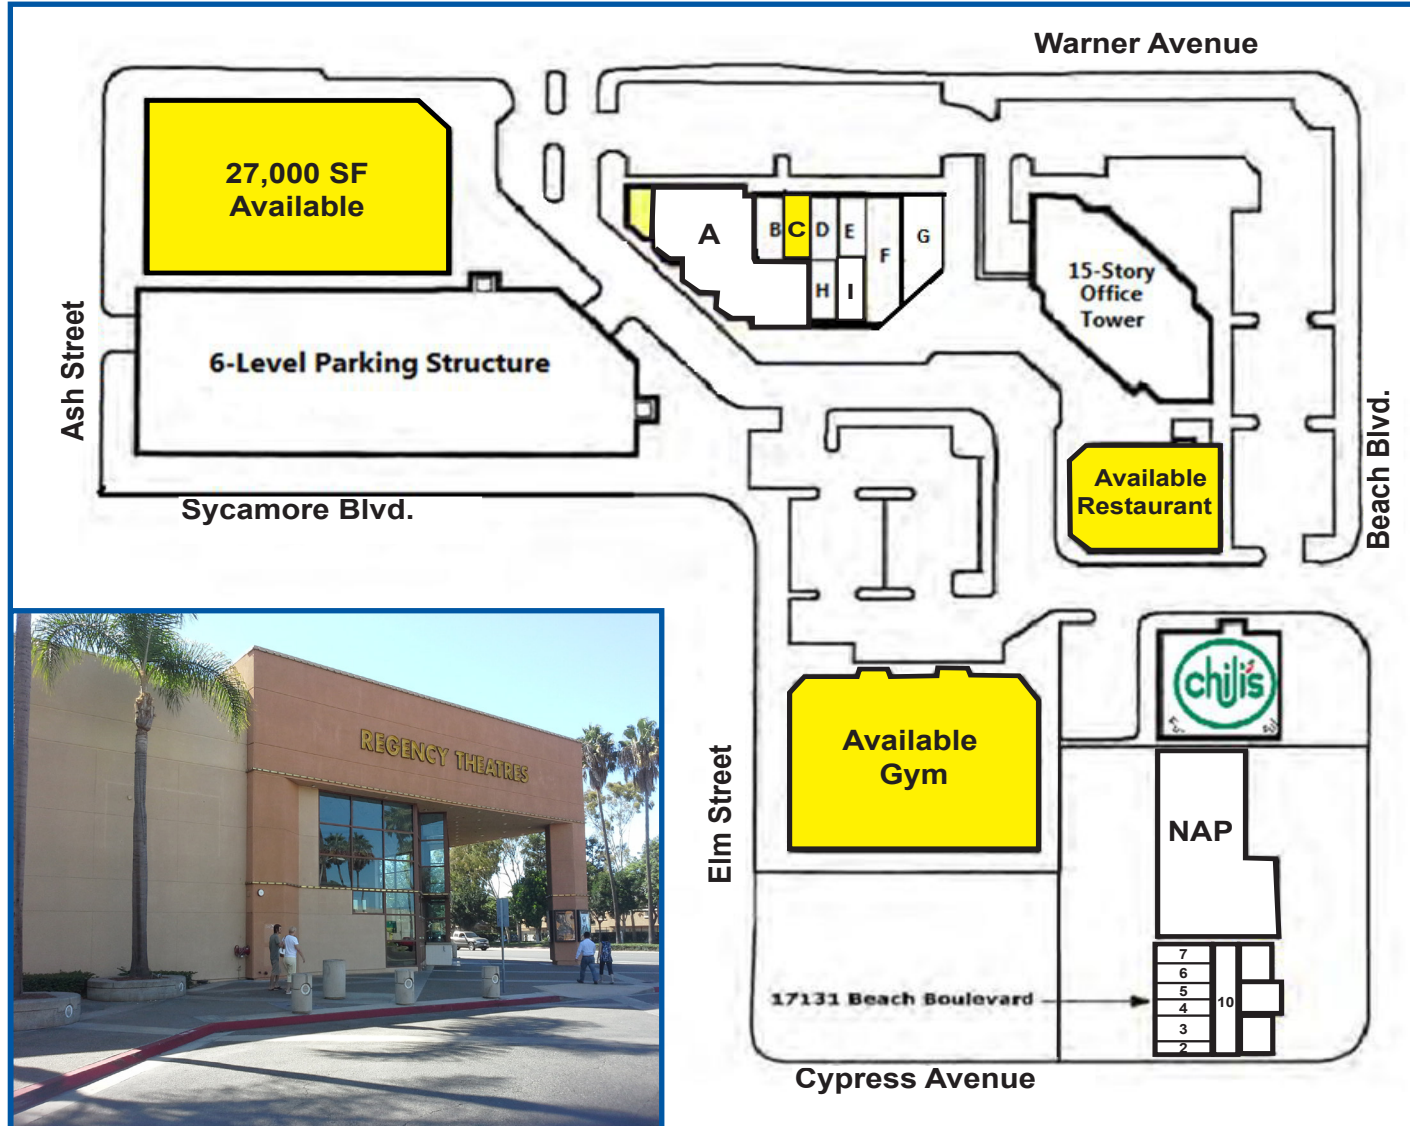 Warner Avenue
27,000 SF
Available
A
B
C
D
E
F
G
H
I
15-Story
Office
Tower
Ash Street
6-Level Parking Structure
Sycamore Blvd.
Available
Restaurant
Beach Blvd.
chili's
REGENCY THEATRES
Elm Street
Available
Gym
NAP
7
6
5
4
3
2
10
17131 Beach Boulevard
Cypress Avenue